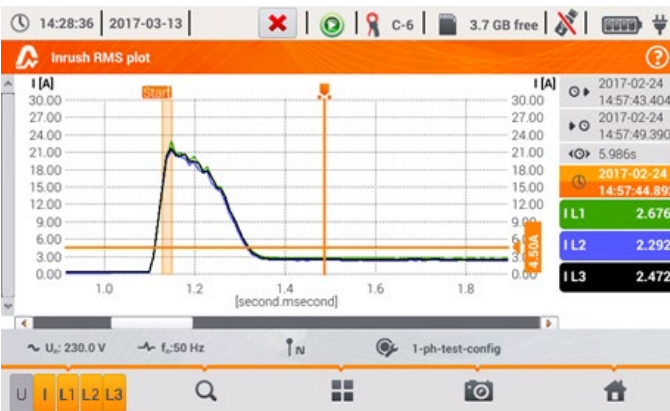 14:28:36 2017-03-13 C-6 3.7 GB free
Inrush RMS plot
I [A] Start I [A]
30.00 30.00
27.00 27.00
24.00 24.00
21.00 21.00
18.00 18.00
15.00 15.00
12.00 12.00
9.00 9.00
6.00
3.00
0.00 0.00
4.50A
1.0 1.2 1.4 1.6 1.8
[second.msecond]
2017-02-24
14:57:43.404
2017-02-24
14:57:49.390
5.986s
2017-02-24
14:57:44.892
I L1 2.676
I L2 2.292
I L3 2.472
Uₙ: 230.0 V fₙ:50 Hz N 1-ph-test-config
U I L1 L2 L3